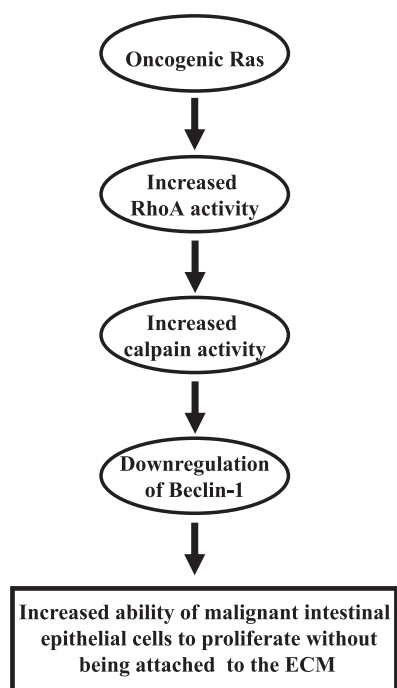 Oncogenic Ras
Increased
RhoA activity
Increased
calpain activity
Downregulation
of Beclin-1
Increased ability of malignant intestinal
epithelial cells to proliferate without
being attached to the ECM